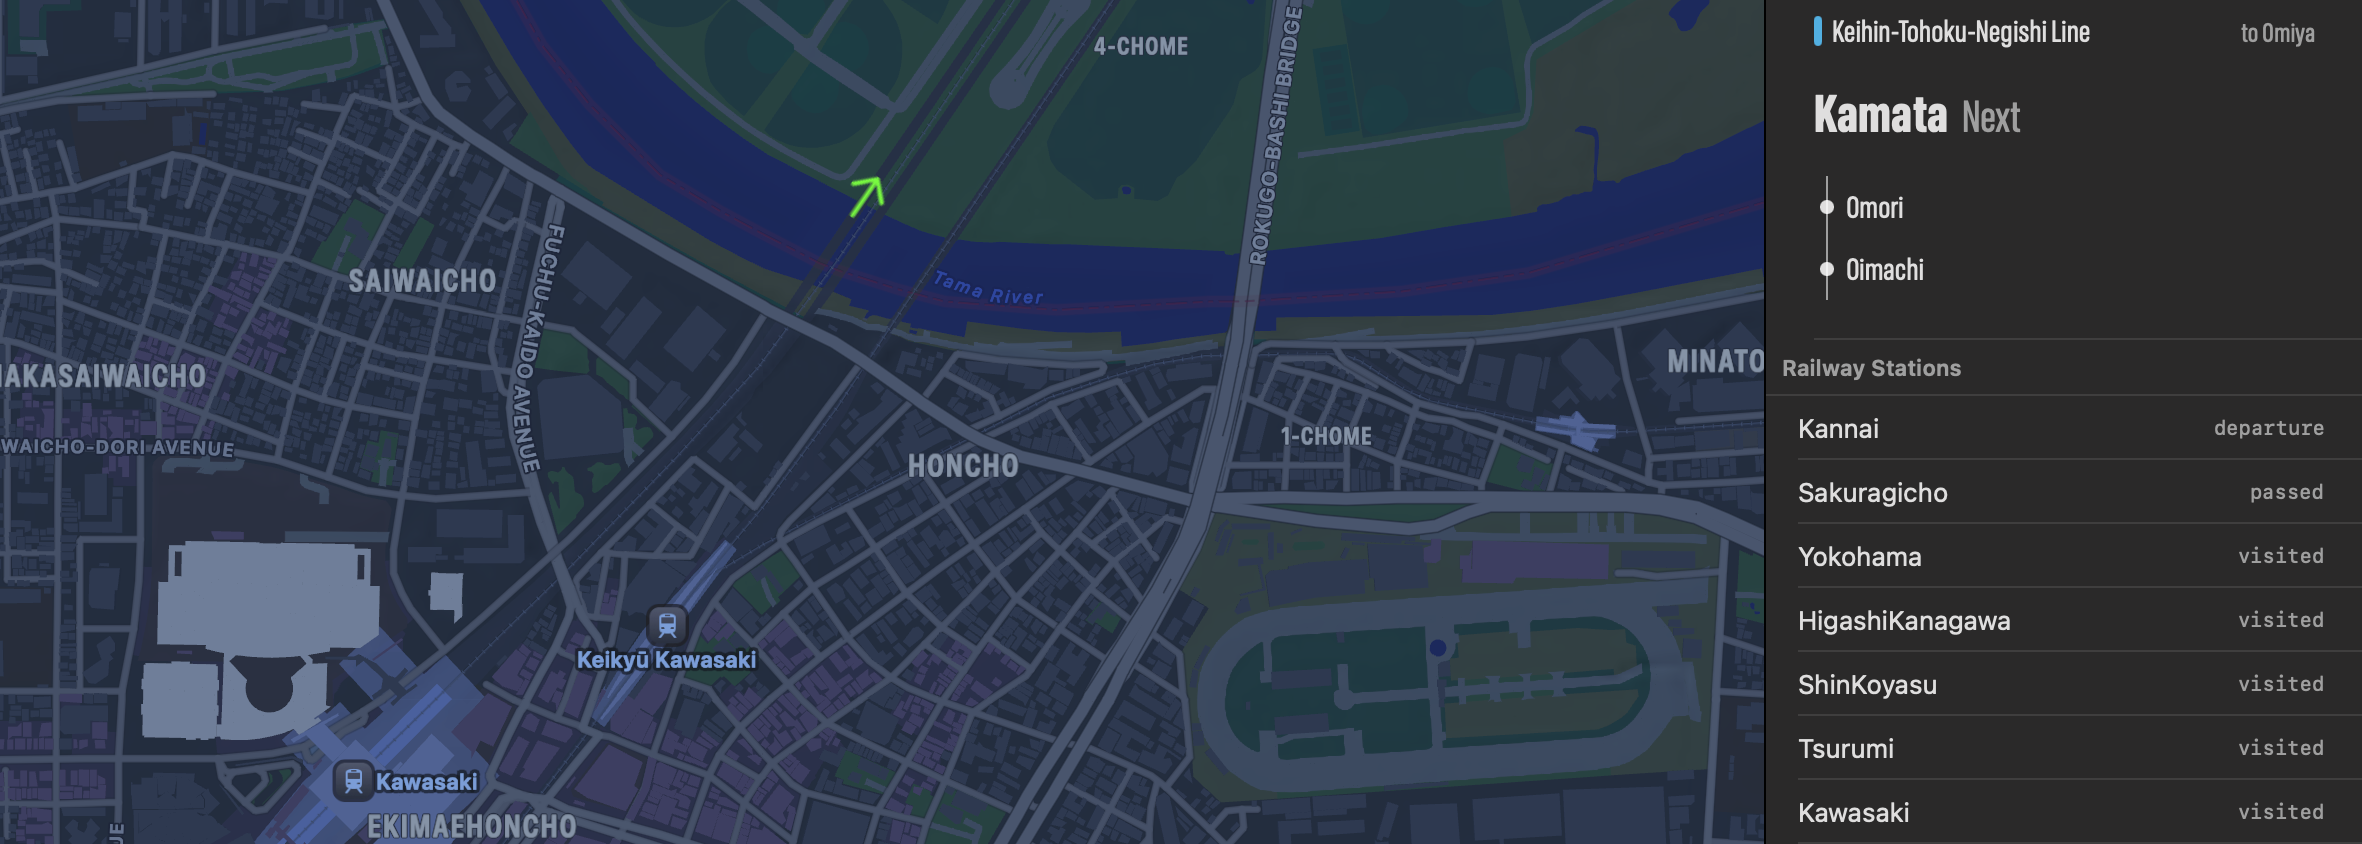 4-CHOME
ROKUGO-BASHI BRIDGE
FUCHU-KAIDO AVENUE
SAIWAICHO
Tama River
AKASAIWAICHO
MINATO
WAICHO-DORI AVENUE
1-CHOME
HONCHO
Keikyū Kawasaki
Kawasaki
EKIMAEHONCHO
UE
Keihin-Tohoku-Negishi Line to Omiya
Kamata Next
Omori
Oimachi
Railway Stations
Kannai departure
Sakuragicho passed
Yokohama visited
HigashiKanagawa visited
ShinKoyasu visited
Tsurumi visited
Kawasaki visited